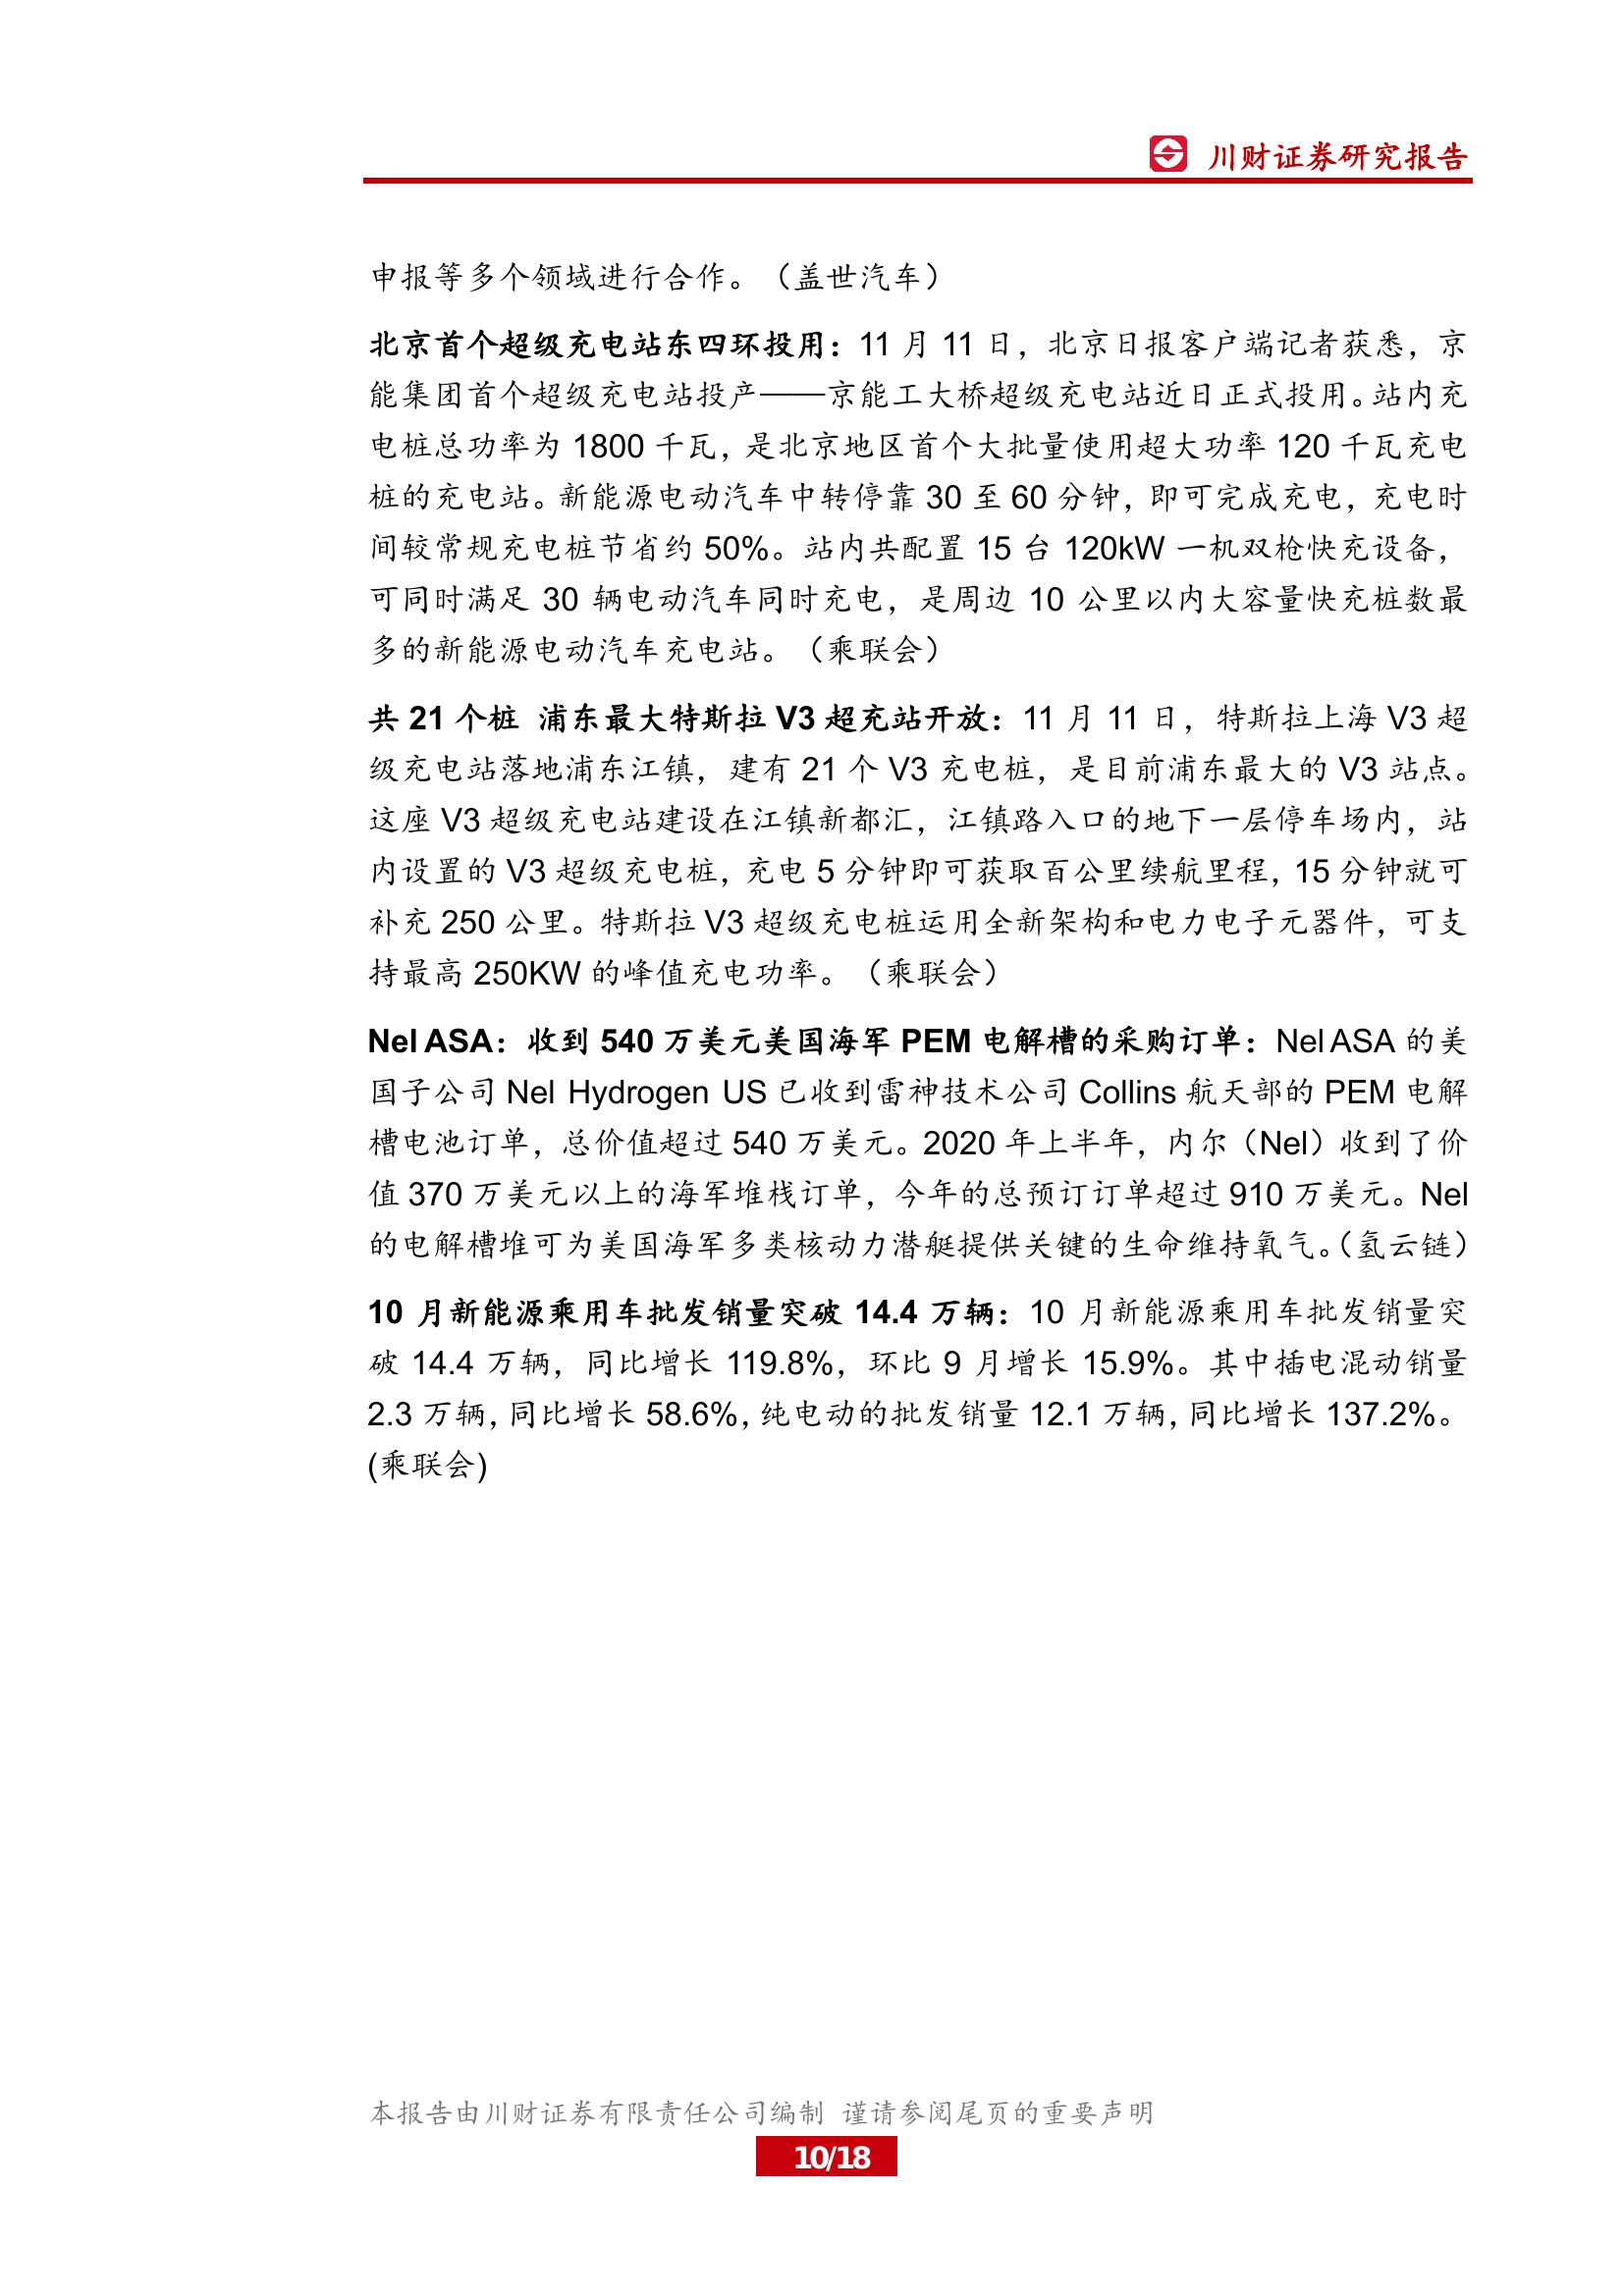 川财证券研究报告
申报等多个领域进行合作。（盖世汽车）
北京首个超级充电站东四环投用：11 月 11 日，北京日报客户端记者获悉，京
能集团首个超级充电站投产——京能工大桥超级充电站近日正式投用。站内充
电桩总功率为 1800 千瓦，是北京地区首个大批量使用超大功率 120 千瓦充电
桩的充电站。新能源电动汽车中转停靠 30 至 60 分钟，即可完成充电，充电时
间较常规充电桩节省约 50%。站内共配置 15 台 120kW 一机双枪快充设备，
可同时满足 30 辆电动汽车同时充电，是周边 10 公里以内大容量快充桩数最
多的新能源电动汽车充电站。（乘联会）
共 21 个桩 浦东最大特斯拉 V3 超充站开放：11 月 11 日，特斯拉上海 V3 超
级充电站落地浦东江镇，建有 21 个 V3 充电桩，是目前浦东最大的 V3 站点。
这座 V3 超级充电站建设在江镇新都汇，江镇路入口的地下一层停车场内，站
内设置的 V3 超级充电桩，充电 5 分钟即可获取百公里续航里程，15 分钟就可
补充 250 公里。特斯拉 V3 超级充电桩运用全新架构和电力电子元器件，可支
持最高 250KW 的峰值充电功率。（乘联会）
Nel ASA：收到 540 万美元美国海军 PEM 电解槽的采购订单：Nel ASA 的美
国子公司 Nel Hydrogen US 已收到雷神技术公司 Collins 航天部的 PEM 电解
槽电池订单，总价值超过 540 万美元。2020 年上半年，内尔（Nel）收到了价
值 370 万美元以上的海军堆栈订单，今年的总预订订单超过 910 万美元。Nel
的电解槽堆可为美国海军多类核动力潜艇提供关键的生命维持氧气。（氢云链）
10 月新能源乘用车批发销量突破 14.4 万辆：10 月新能源乘用车批发销量突
破 14.4 万辆，同比增长 119.8%，环比 9 月增长 15.9%。其中插电混动销量
2.3 万辆，同比增长 58.6%，纯电动的批发销量 12.1 万辆，同比增长 137.2%。
(乘联会)
本报告由川财证券有限责任公司编制 谨请参阅尾页的重要声明
10/18